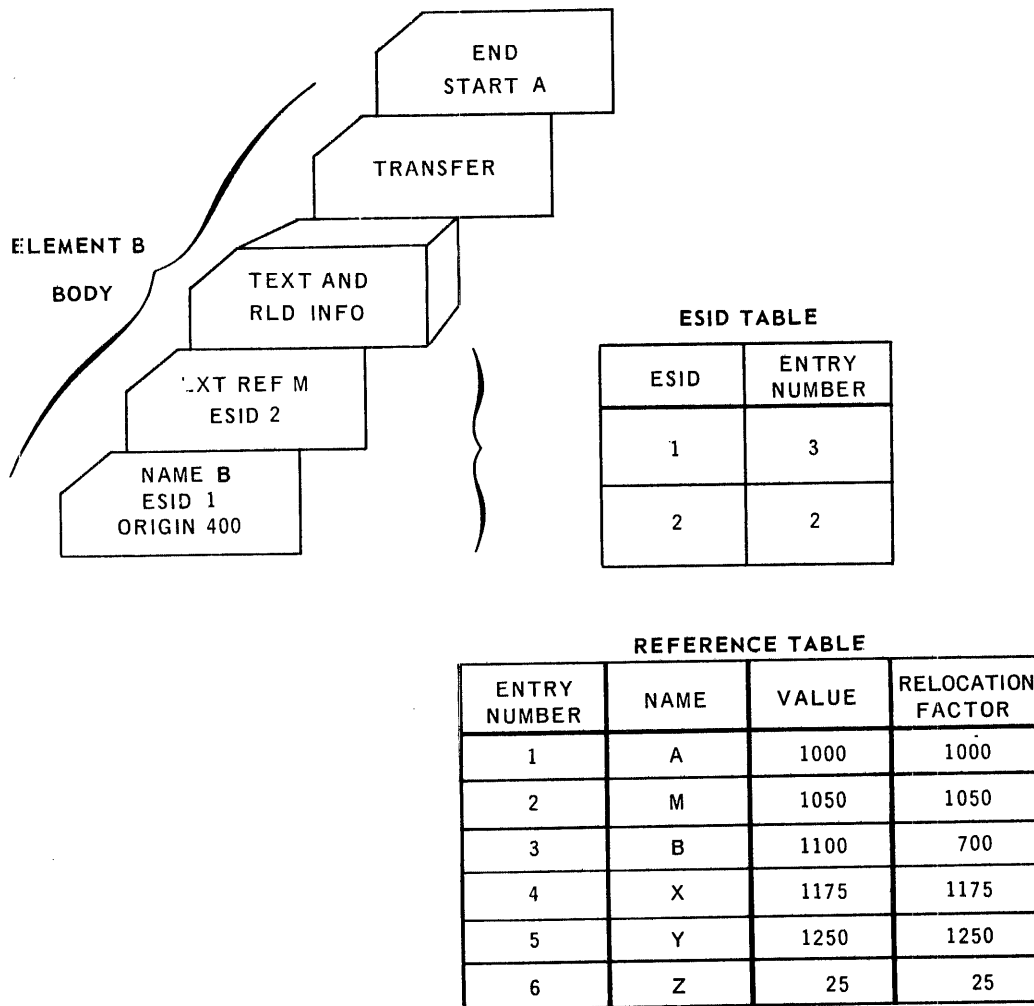 END
START A
TRANSFER
ELEMENT B
BODY
TEXT AND
RLD INFO
EXT REF M
ESID 2
NAME B
ESID 1
ORIGIN 400
ESID TABLE
ESID ENTRY NUMBER
1 3
2 2
REFERENCE TABLE
ENTRY NUMBER NAME VALUE RELOCATION FACTOR
1 A 1000 1000
2 M 1050 1050
3 B 1100 700
4 X 1175 1175
5 Y 1250 1250
6 Z 25 25